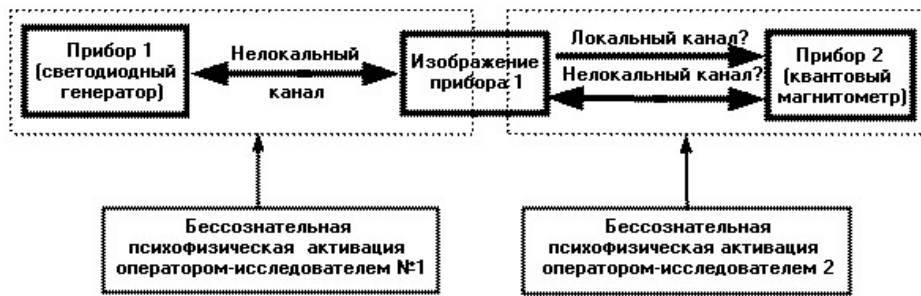 Прибор 1
(светодиодный
генератор)
Нелокальный
канал
Изображение
прибора 1
Локальный канал?
Нелокальный канал?
Прибор 2
(квантовый
магнитометр)
Бессознательная
психофизическая активация
оператором-исследователем №1
Бессознательная
психофизическая активация
оператором-исследователем 2